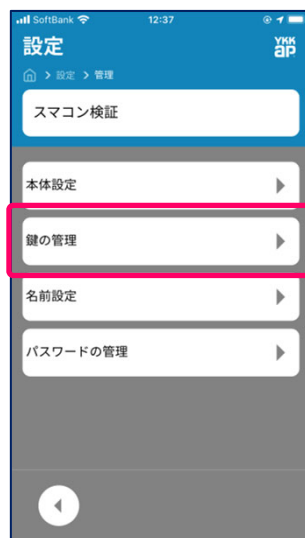 SoftBank 12:37
設定
YKK
ap
設定 > 管理
スマコン検証
本体設定
鍵の管理
名前設定
パスワードの管理